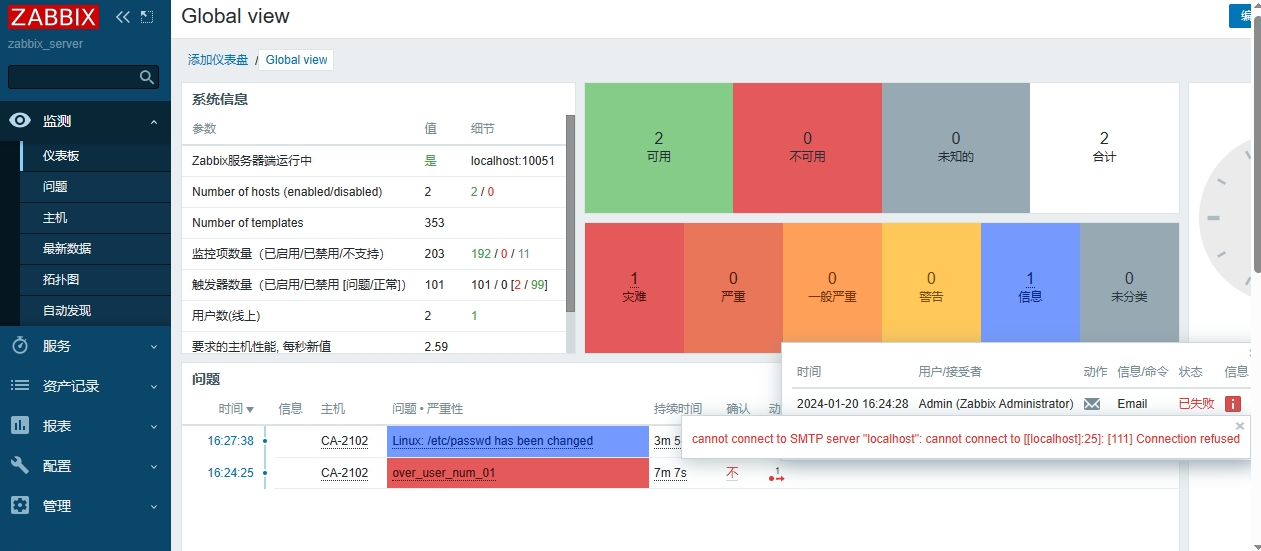 ZABBIX
zabbix_server
监测
仪表板
问题
主机
最新数据
拓扑图
自动发现
服务
资产记录
报表
配置
管理
Global view
编
添加仪表盘 / Global view
系统信息
参数 值 细节
Zabbix服务器端运行中 是 localhost:10051
Number of hosts (enabled/disabled) 2 2 / 0
Number of templates 353
监控项数量（已启用/已禁用/不支持） 203 192 / 0 / 11
触发器数量（已启用/已禁用 [问题/正常]） 101 101 / 0 [2 / 99]
用户数(线上) 2 1
要求的主机性能, 每秒新值 2.59
2 0 0 2
可用 不可用 未知的 合计
1 0 0 0 1 0
灾难 严重 一般严重 警告 信息 未分类
问题
时间 信息 主机 问题 • 严重性 持续时间 确认 动
16:27:38 CA-2102 Linux: /etc/passwd has been changed 3m 5
16:24:25 CA-2102 over_user_num_01 7m 7s 不 1
时间 用户/接受者 动作 信息/命令 状态 信息
2024-01-20 16:24:28 Admin (Zabbix Administrator) Email 已失败 i
cannot connect to SMTP server "localhost": cannot connect to [[localhost]:25]: [111] Connection refused